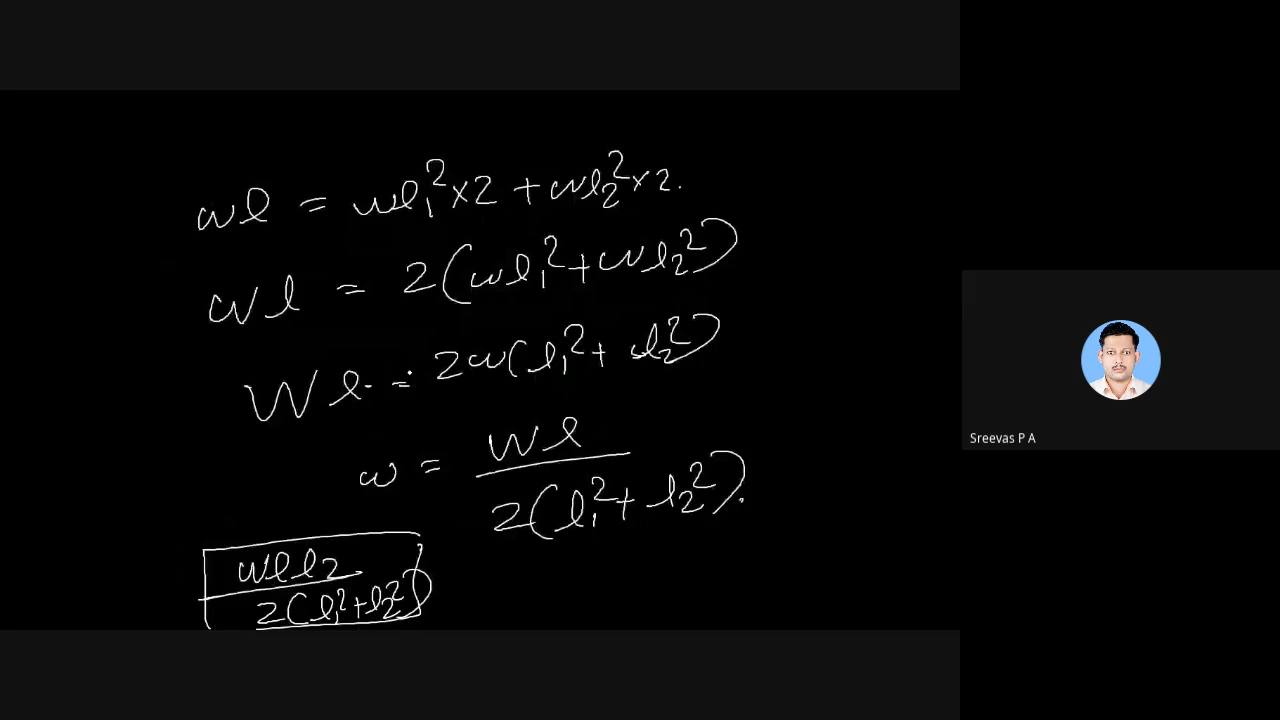 wl = wl₁² × 2 + wl₂² × 2.
wl = 2(wl₁² + wl₂²)
Wl = 2w(l₁² + l₂²)
w = Wl / 2(l₁² + l₂²).
wll₂ / 2(l₁² + l₂²)
Sreevas P A